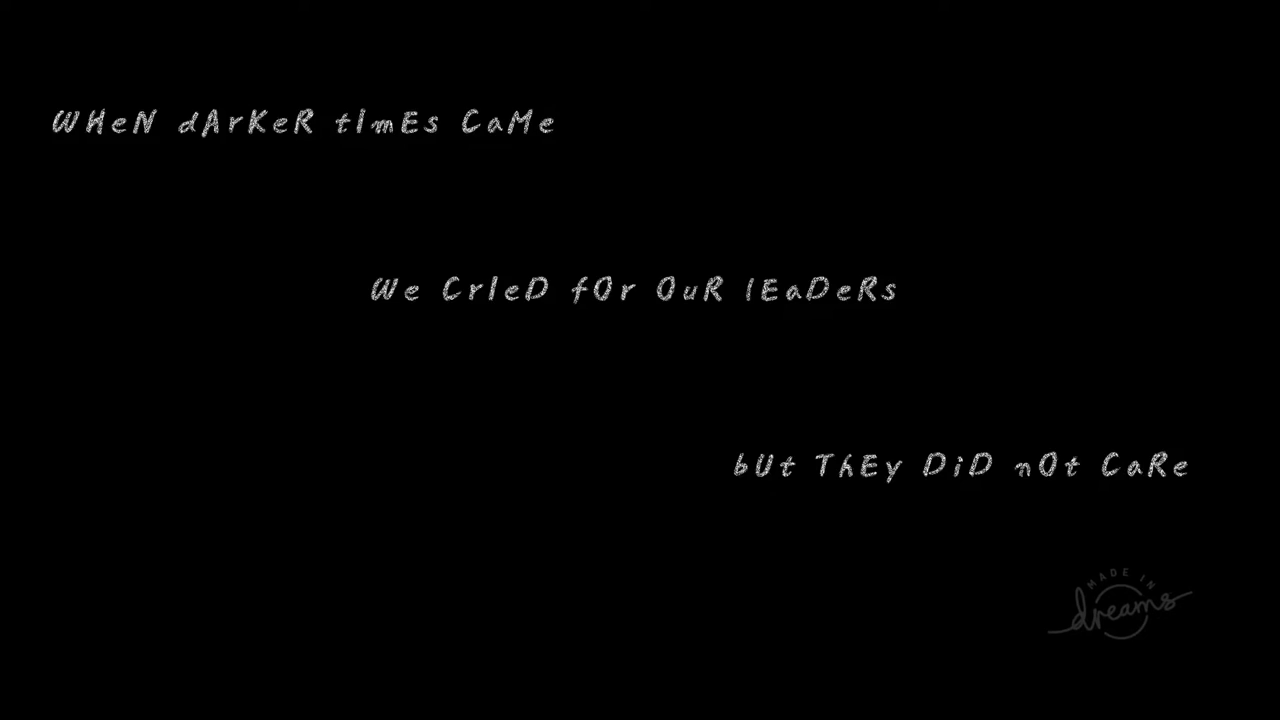 WHeN dArKeR tImEs CaMe
We CrIeD fOr OuR lEaDeRs
bUt ThEy DiD nOt CaRe
MADE IN
dreams